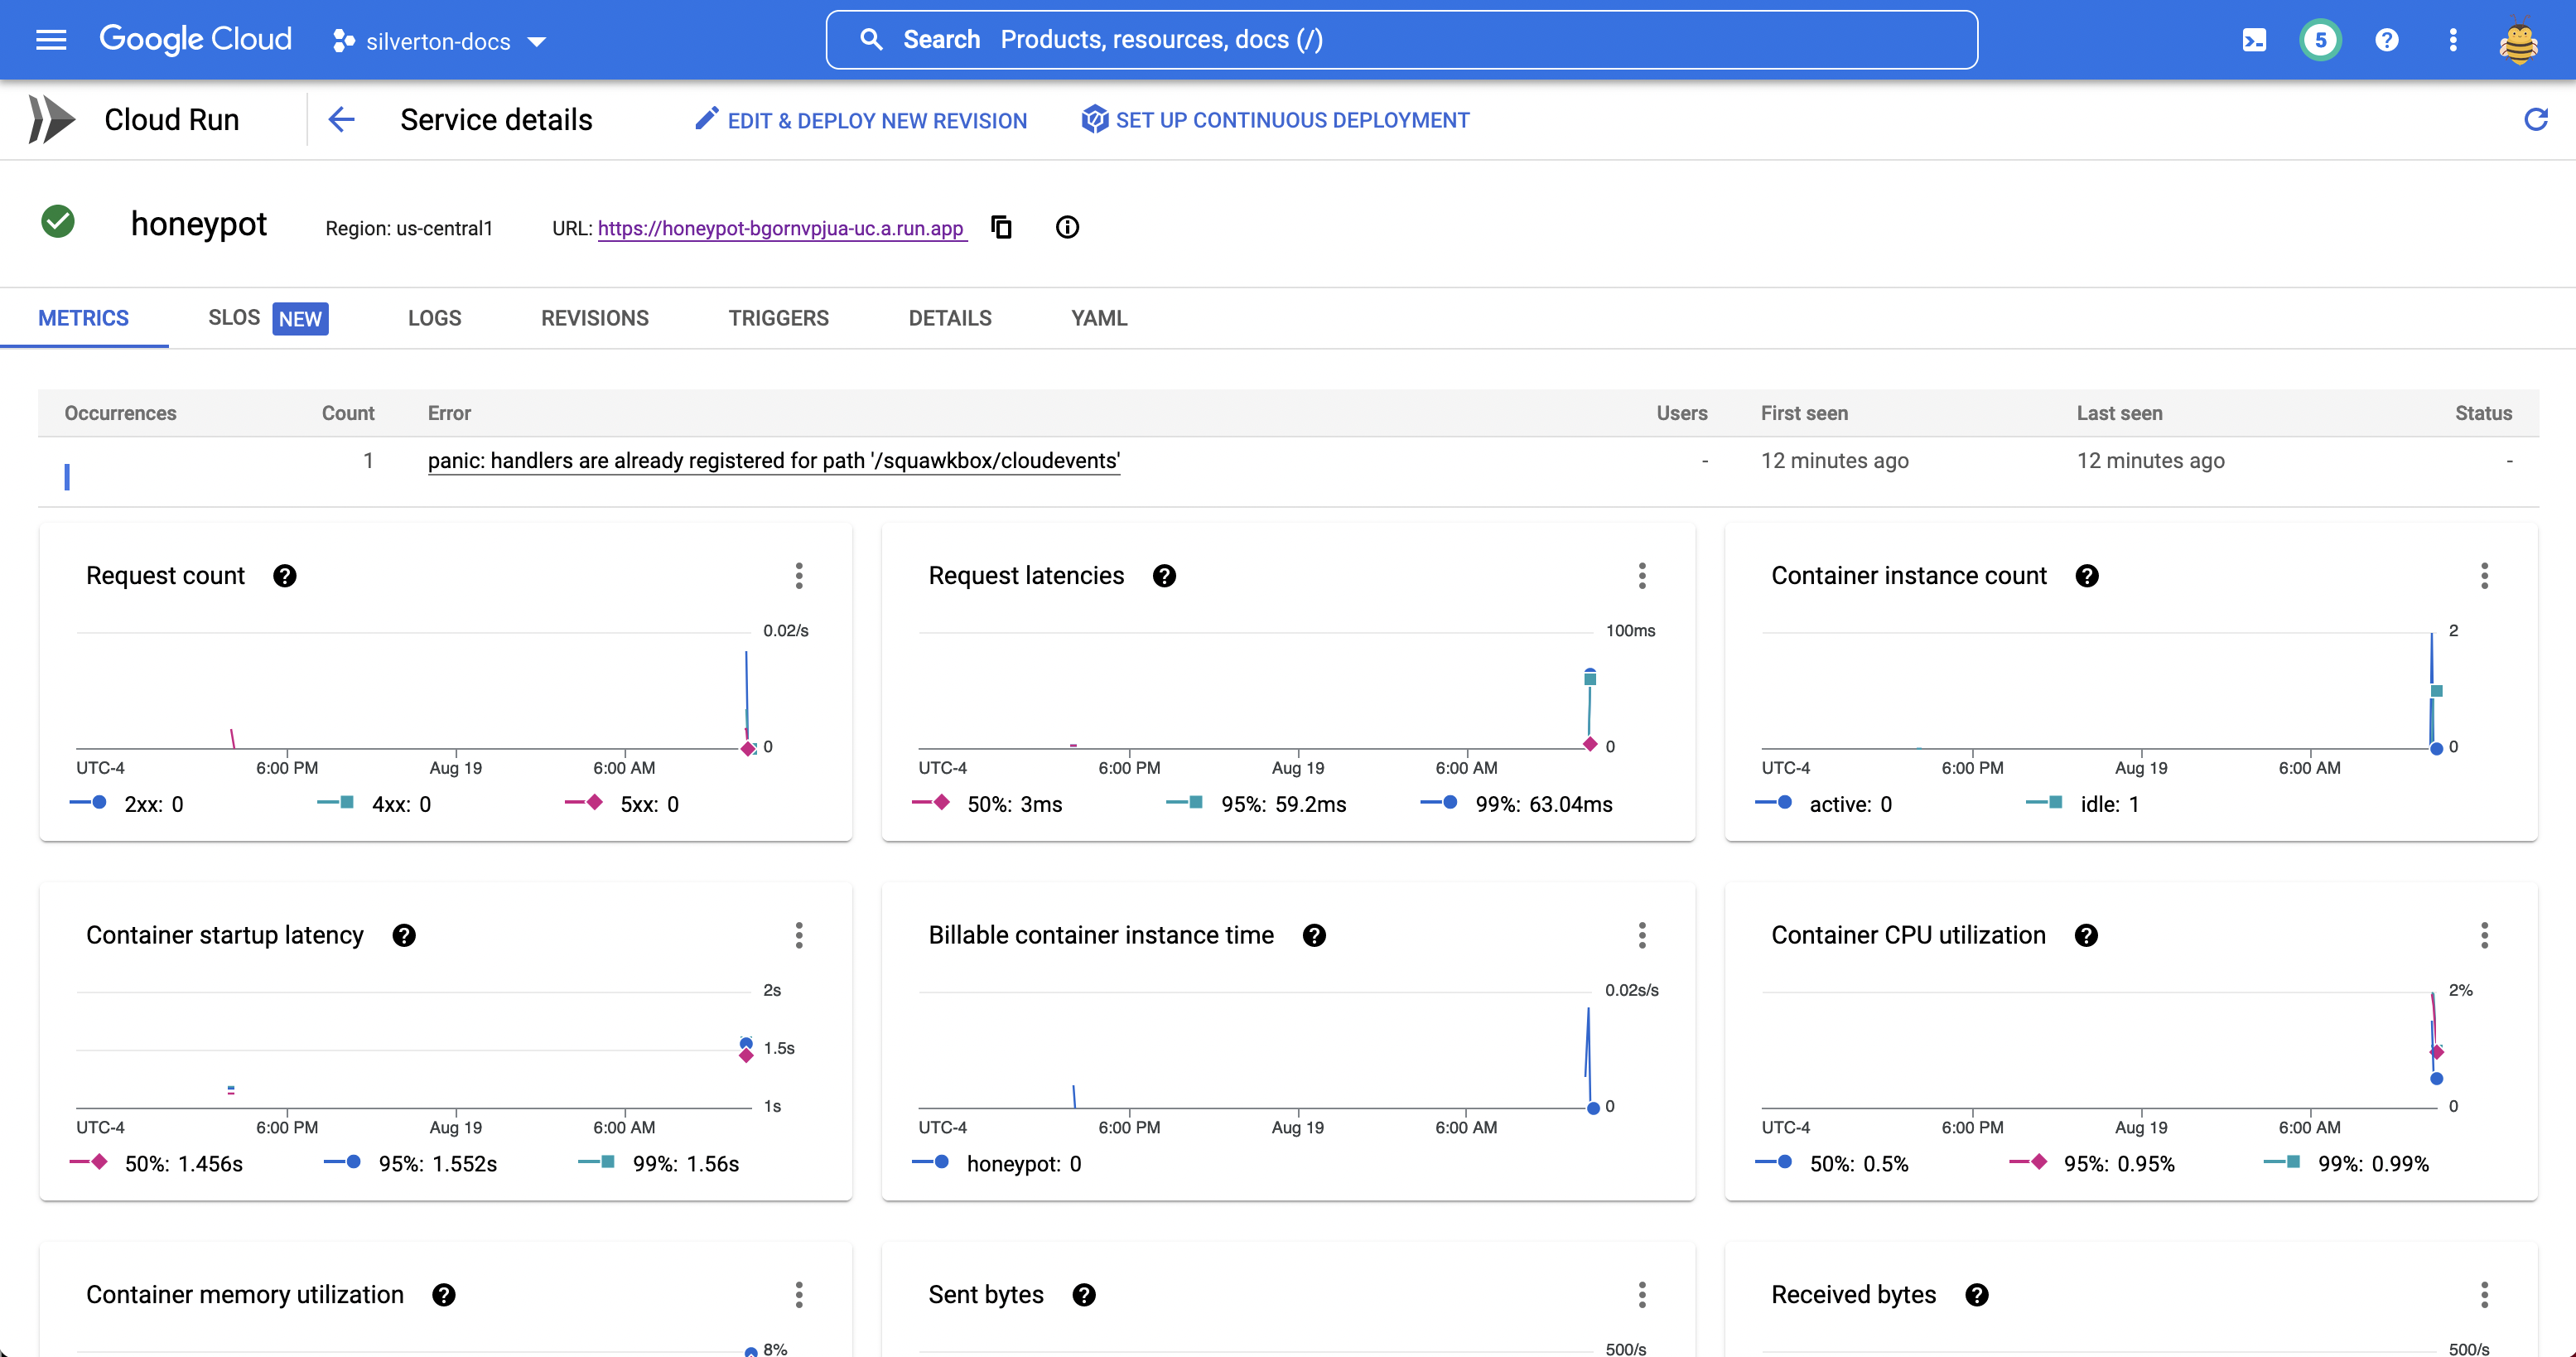 Google Cloud silverton-docs Search Products, resources, docs (/) 5
Cloud Run Service details EDIT & DEPLOY NEW REVISION SET UP CONTINUOUS DEPLOYMENT
honeypot Region: us-central1 URL: https://honeypot-bgornvpjua-uc.a.run.app
METRICS SLOS NEW LOGS REVISIONS TRIGGERS DETAILS YAML
Occurrences Count Error Users First seen Last seen Status
1 panic: handlers are already registered for path '/squawkbox/cloudevents' - 12 minutes ago 12 minutes ago -
Request count
0.02/s
0
UTC-4 6:00 PM Aug 19 6:00 AM
2xx: 0 4xx: 0 5xx: 0
Request latencies
100ms
0
UTC-4 6:00 PM Aug 19 6:00 AM
50%: 3ms 95%: 59.2ms 99%: 63.04ms
Container instance count
2
0
UTC-4 6:00 PM Aug 19 6:00 AM
active: 0 idle: 1
Container startup latency
2s
1.5s
1s
UTC-4 6:00 PM Aug 19 6:00 AM
50%: 1.456s 95%: 1.552s 99%: 1.56s
Billable container instance time
0.02s/s
0
UTC-4 6:00 PM Aug 19 6:00 AM
honeypot: 0
Container CPU utilization
2%
0
UTC-4 6:00 PM Aug 19 6:00 AM
50%: 0.5% 95%: 0.95% 99%: 0.99%
Container memory utilization
8%
Sent bytes
500/s
Received bytes
500/s